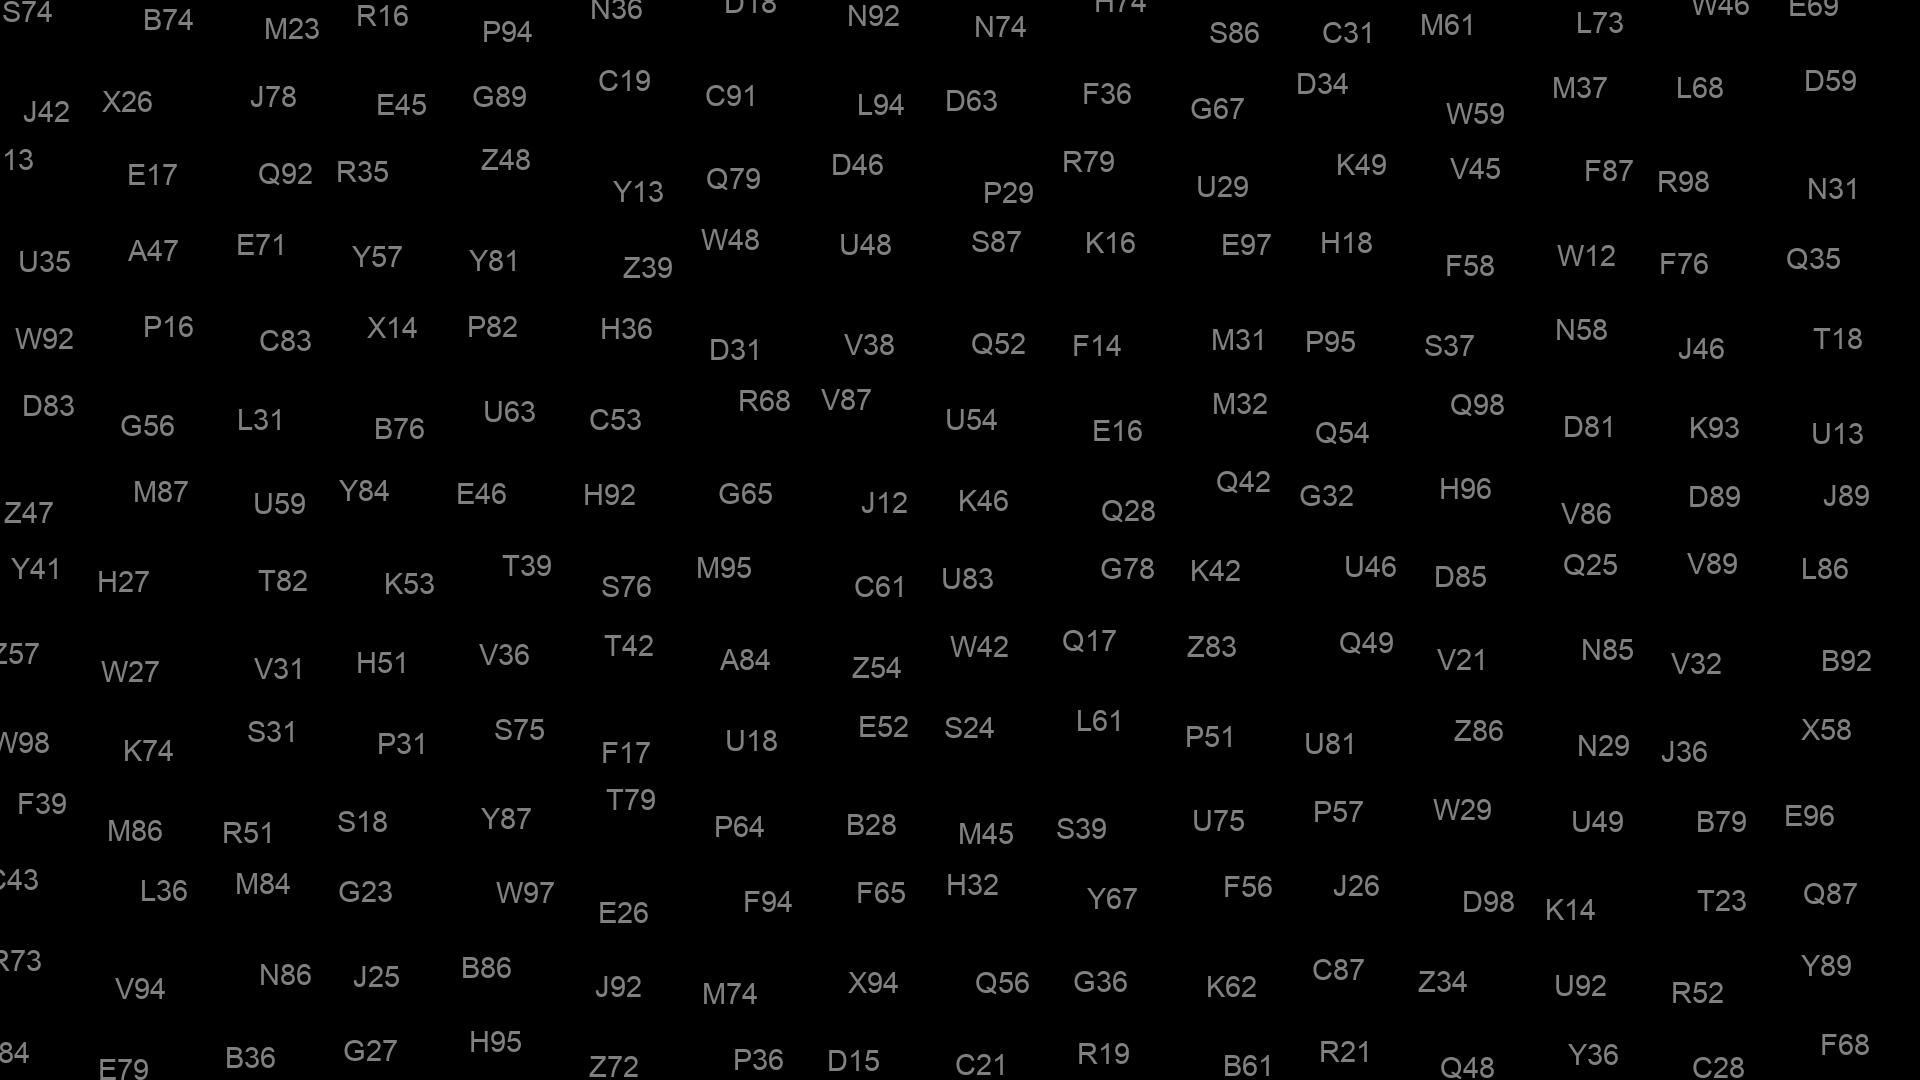 S74 B74 M23 R16 P94 N36 D18 N92 N74 H74 S86 C31 M61 L73 W46 E69
J42 X26 J78 E45 G89 C19 C91 L94 D63 F36 G67 D34 W59 M37 L68 D59
13 E17 Q92 R35 Z48 Y13 Q79 D46 P29 R79 U29 K49 V45 F87 R98 N31
U35 A47 E71 Y57 Y81 Z39 W48 U48 S87 K16 E97 H18 F58 W12 F76 Q35
W92 P16 C83 X14 P82 H36 D31 V38 Q52 F14 M31 P95 S37 N58 J46 T18
D83 G56 L31 B76 U63 C53 R68 V87 U54 E16 M32 Q54 Q98 D81 K93 U13
Z47 M87 U59 Y84 E46 H92 G65 J12 K46 Q28 Q42 G32 H96 V86 D89 J89
Y41 H27 T82 K53 T39 S76 M95 C61 U83 G78 K42 U46 D85 Q25 V89 L86
Z57 W27 V31 H51 V36 T42 A84 Z54 W42 Q17 Z83 Q49 V21 N85 V32 B92
W98 K74 S31 P31 S75 F17 U18 E52 S24 L61 P51 U81 Z86 N29 J36 X58
F39 M86 R51 S18 Y87 T79 P64 B28 M45 S39 U75 P57 W29 U49 B79 E96
C43 L36 M84 G23 W97 E26 F94 F65 H32 Y67 F56 J26 D98 K14 T23 Q87
R73 V94 N86 J25 B86 J92 M74 X94 Q56 G36 K62 C87 Z34 U92 R52 Y89
84 E79 B36 G27 H95 Z72 P36 D15 C21 R19 B61 R21 Q48 Y36 C28 F68